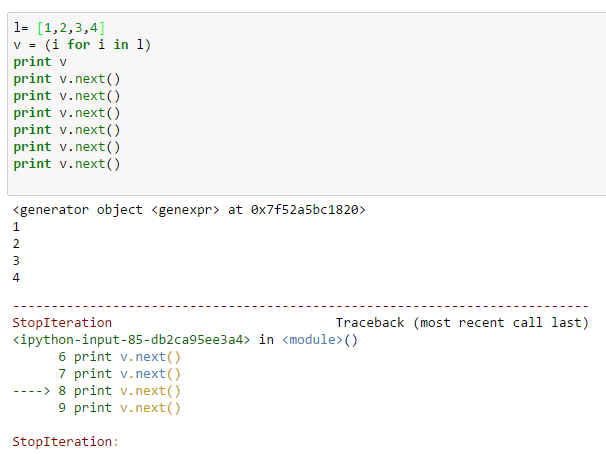 l= [1,2,3,4]
v = (i for i in l)
print v
print v.next()
print v.next()
print v.next()
print v.next()
print v.next()
print v.next()
<generator object <genexpr> at 0x7f52a5bc1820>
1
2
3
4
---------------------------------------------------------------------------
StopIteration                             Traceback (most recent call last)
<ipython-input-85-db2ca95ee3a4> in <module>()
      6 print v.next()
      7 print v.next()
----> 8 print v.next()
      9 print v.next()
StopIteration: